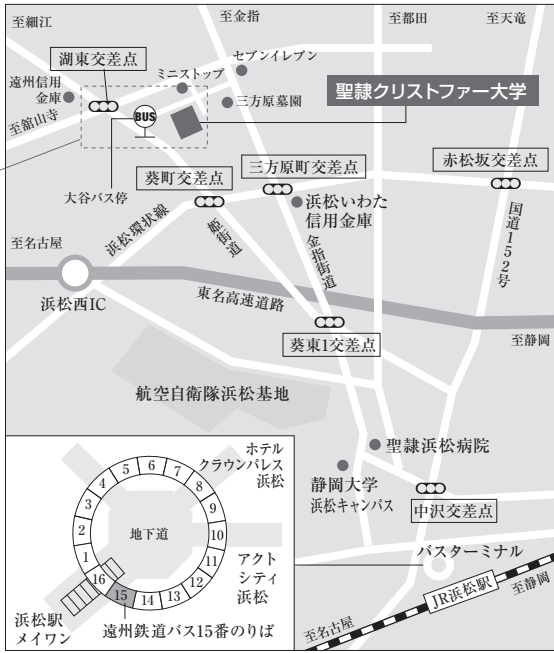 至細江
至金指
至都田
至天竜
湖東交差点
セブンイレブン
ミニストップ
遠州信用
金庫
三方原墓園
聖隷クリストファー大学
BUS
至舘山寺
大谷バス停
葵町交差点
三方原町交差点
赤松坂交差点
浜松いわた
信用金庫
浜松環状線
姫街道
金指街道
国道152号
至名古屋
浜松西IC
東名高速道路
至静岡
葵東1交差点
航空自衛隊浜松基地
聖隷浜松病院
静岡大学
浜松キャンパス
中沢交差点
バスターミナル
JR浜松駅
至静岡
至名古屋
ホテル
クラウンパレス
浜松
地下道
1
2
3
4
5
6
7
8
9
10
11
12
13
14
15
16
アクト
シティ
浜松
浜松駅
メイワン
遠州鉄道バス15番のりば